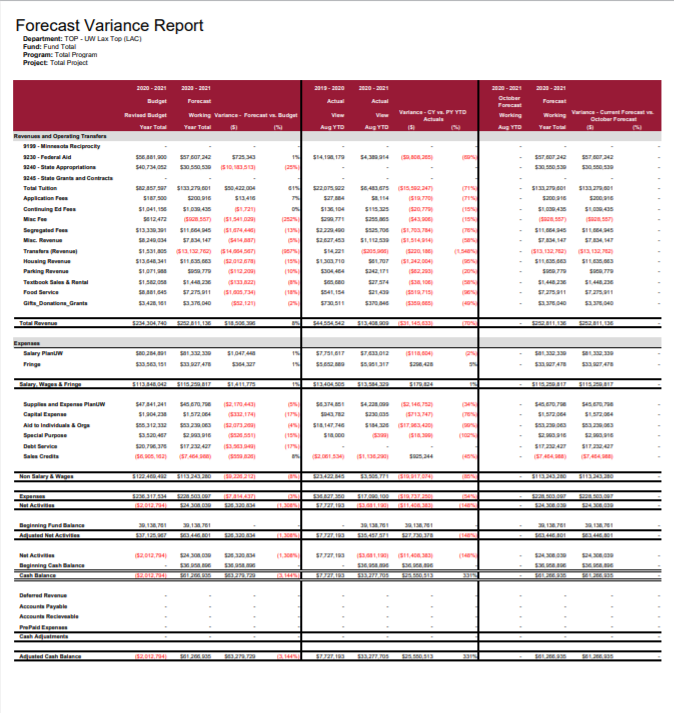 Forecast Variance Report
Department: TOP - UW Lax Top (LAC)
Fund: Fund Total
Program: Total Program
Project: Total Project
2020 - 2021 2020 - 2021 2019 - 2020 2020 - 2021 2020 - 2021 2020 - 2021
Budget Forecast Actual Actual October Forecast Forecast
Revised Budget Working Variance - Forecast vs. Budget View View Variance - CY vs. PY YTD Actuals Working Working Variance - Current Forecast vs. October Forecast
Year Total Year Total ($) (%) Aug YTD Aug YTD ($) (%) Aug YTD Year Total ($) (%)
Revenues and Operating Transfers
9199 - Minnesota Reciprocity - - - - - - - -
9230 - Federal Aid $56,881,900 $57,607,242 $725,343 1% $14,198,179 $4,389,914 ($9,808,265) (69%) - $57,607,242 $57,607,242
9240 - State Appropriations $40,734,052 $30,550,539 ($10,183,513) (25%) - - - - $30,550,539 $30,550,539
9245 - State Grants and Contracts - - - - - - - -
Total Tuition $82,857,597 $133,279,601 $50,422,004 61% $22,075,922 $6,483,675 ($15,592,247) (71%) - $133,279,601 $133,279,601
Application Fees $187,500 $200,916 $13,416 7% $27,884 $8,114 ($19,770) (71%) - $200,916 $200,916
Continuing Ed Fees $1,041,156 $1,039,435 ($1,721) 0% $136,104 $115,325 ($20,779) (15%) - $1,039,435 $1,039,435
Misc Fee $612,472 ($928,557) ($1,541,029) (252%) $299,771 $255,865 ($43,906) (15%) - ($928,557) ($928,557)
Segregated Fees $13,339,391 $11,664,945 ($1,674,446) (13%) $2,229,490 $525,706 ($1,703,784) (76%) - $11,664,945 $11,664,945
Misc. Revenue $8,249,034 $7,834,147 ($414,887) (5%) $2,627,453 $1,112,539 ($1,514,914) (58%) - $7,834,147 $7,834,147
Transfers (Revenue) $1,531,805 ($13,132,762) ($14,664,567) (957%) $14,221 ($205,965) ($220,186) (1,548%) - ($13,132,762) ($13,132,762)
Housing Revenue $13,648,341 $11,635,663 ($2,012,678) (15%) $1,303,710 $61,707 ($1,242,004) (95%) - $11,635,663 $11,635,663
Parking Revenue $1,071,988 $959,779 ($112,209) (10%) $304,464 $242,171 ($62,293) (20%) - $959,779 $959,779
Textbook Sales & Rental $1,582,058 $1,448,236 ($133,822) (8%) $65,680 $27,574 ($38,106) (58%) - $1,448,236 $1,448,236
Food Service $8,881,645 $7,275,911 ($1,605,734) (18%) $541,154 $21,439 ($519,715) (96%) - $7,275,911 $7,275,911
Gifts_Donations_Grants $3,428,161 $3,376,040 ($52,121) (2%) $730,511 $370,846 ($359,665) (49%) - $3,376,040 $3,376,040
Total Revenue $234,304,740 $252,811,136 $18,506,396 8% $44,554,542 $13,408,909 ($31,145,633) (70%) - $252,811,136 $252,811,136
Expenses
Salary PlanUW $80,284,891 $81,332,339 $1,047,448 1% $7,751,617 $7,633,012 ($118,604) (2%) - $81,332,339 $81,332,339
Fringe $33,563,151 $33,927,478 $364,327 1% $5,652,889 $5,951,317 $298,428 5% - $33,927,478 $33,927,478
Salary, Wages & Fringe $113,848,042 $115,259,817 $1,411,775 1% $13,404,505 $13,584,329 $179,824 1% - $115,259,817 $115,259,817
Supplies and Expense PlanUW $47,841,241 $45,670,798 ($2,170,443) (5%) $6,374,851 $4,228,099 ($2,146,752) (34%) - $45,670,798 $45,670,798
Capital Expense $1,904,238 $1,572,064 ($332,174) (17%) $943,782 $230,035 ($713,747) (76%) - $1,572,064 $1,572,064
Aid to Individuals & Orgs $55,312,332 $53,239,063 ($2,073,269) (4%) $18,147,746 $184,326 ($17,963,420) (99%) - $53,239,063 $53,239,063
Special Purpose $3,520,467 $2,993,916 ($526,551) (15%) $18,000 ($399) ($18,399) (102%) - $2,993,916 $2,993,916
Debt Service $20,796,376 $17,232,427 ($3,563,949) (17%) - - - - $17,232,427 $17,232,427
Sales Credits ($6,905,162) ($7,464,988) ($559,826) 8% ($2,061,534) ($1,136,290) $925,244 (45%) - ($7,464,988) ($7,464,988)
Non Salary & Wages $122,469,492 $113,243,280 ($9,226,212) (8%) $23,422,845 $3,505,771 ($19,917,074) (85%) - $113,243,280 $113,243,280
Expenses $236,317,534 $228,503,097 ($7,814,437) (3%) $36,827,350 $17,090,100 ($19,737,250) (54%) - $228,503,097 $228,503,097
Net Activities ($2,012,794) $24,308,039 $26,320,834 (1,308%) $7,727,193 ($3,681,190) ($11,408,383) (148%) - $24,308,039 $24,308,039
Beginning Fund Balance 39,138,761 39,138,761 - - 39,138,761 39,138,761 - 39,138,761 39,138,761
Adjusted Net Activities $37,125,967 $63,446,801 $26,320,834 (1,308%) $7,727,193 $35,457,571 $27,730,378 (148%) - $63,446,801 $63,446,801
Net Activities ($2,012,794) $24,308,039 $26,320,834 (1,308%) $7,727,193 ($3,681,190) ($11,408,383) (148%) - $24,308,039 $24,308,039
Beginning Cash Balance - $36,958,896 $36,958,896 - $36,958,896 $36,958,896 - $36,958,896 $36,958,896
Cash Balance ($2,012,794) $61,266,935 $63,279,729 (3,144%) $7,727,193 $33,277,705 $25,550,513 331% - $61,266,935 $61,266,935
Deferred Revenue - - - - - - - -
Accounts Payable - - - - - - - -
Accounts Recieveable - - - - - - - -
PrePaid Expenses - - - - - - - -
Cash Adjustments - - - - - - - -
Adjusted Cash Balance ($2,012,794) $61,266,935 $63,279,729 (3,144%) $7,727,193 $33,277,705 $25,550,513 331% - $61,266,935 $61,266,935